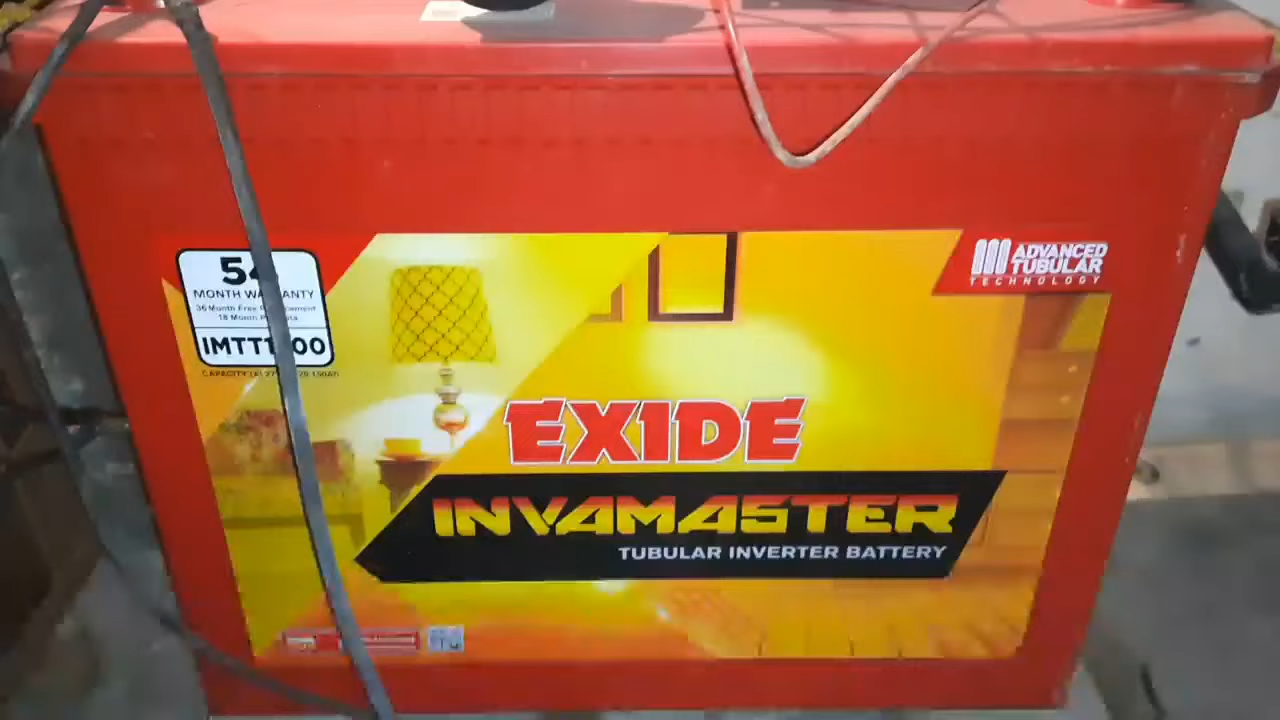 54
MONTH WARRANTY
36 Month Free Replacement
18 Month Pro Rata
IMTT1500
EXIDE
INVAMASTER
TUBULAR INVERTER BATTERY
ADVANCED
TUBULAR
TECHNOLOGY